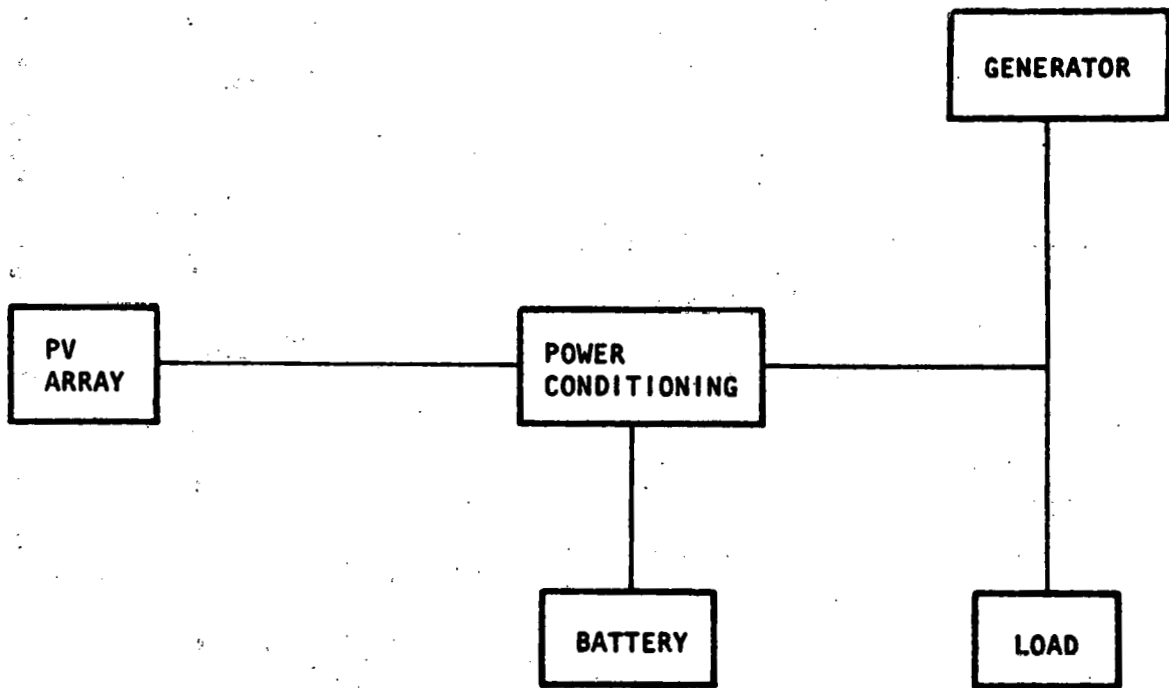 GENERATOR
PV
ARRAY
POWER
CONDITIONING
BATTERY
LOAD